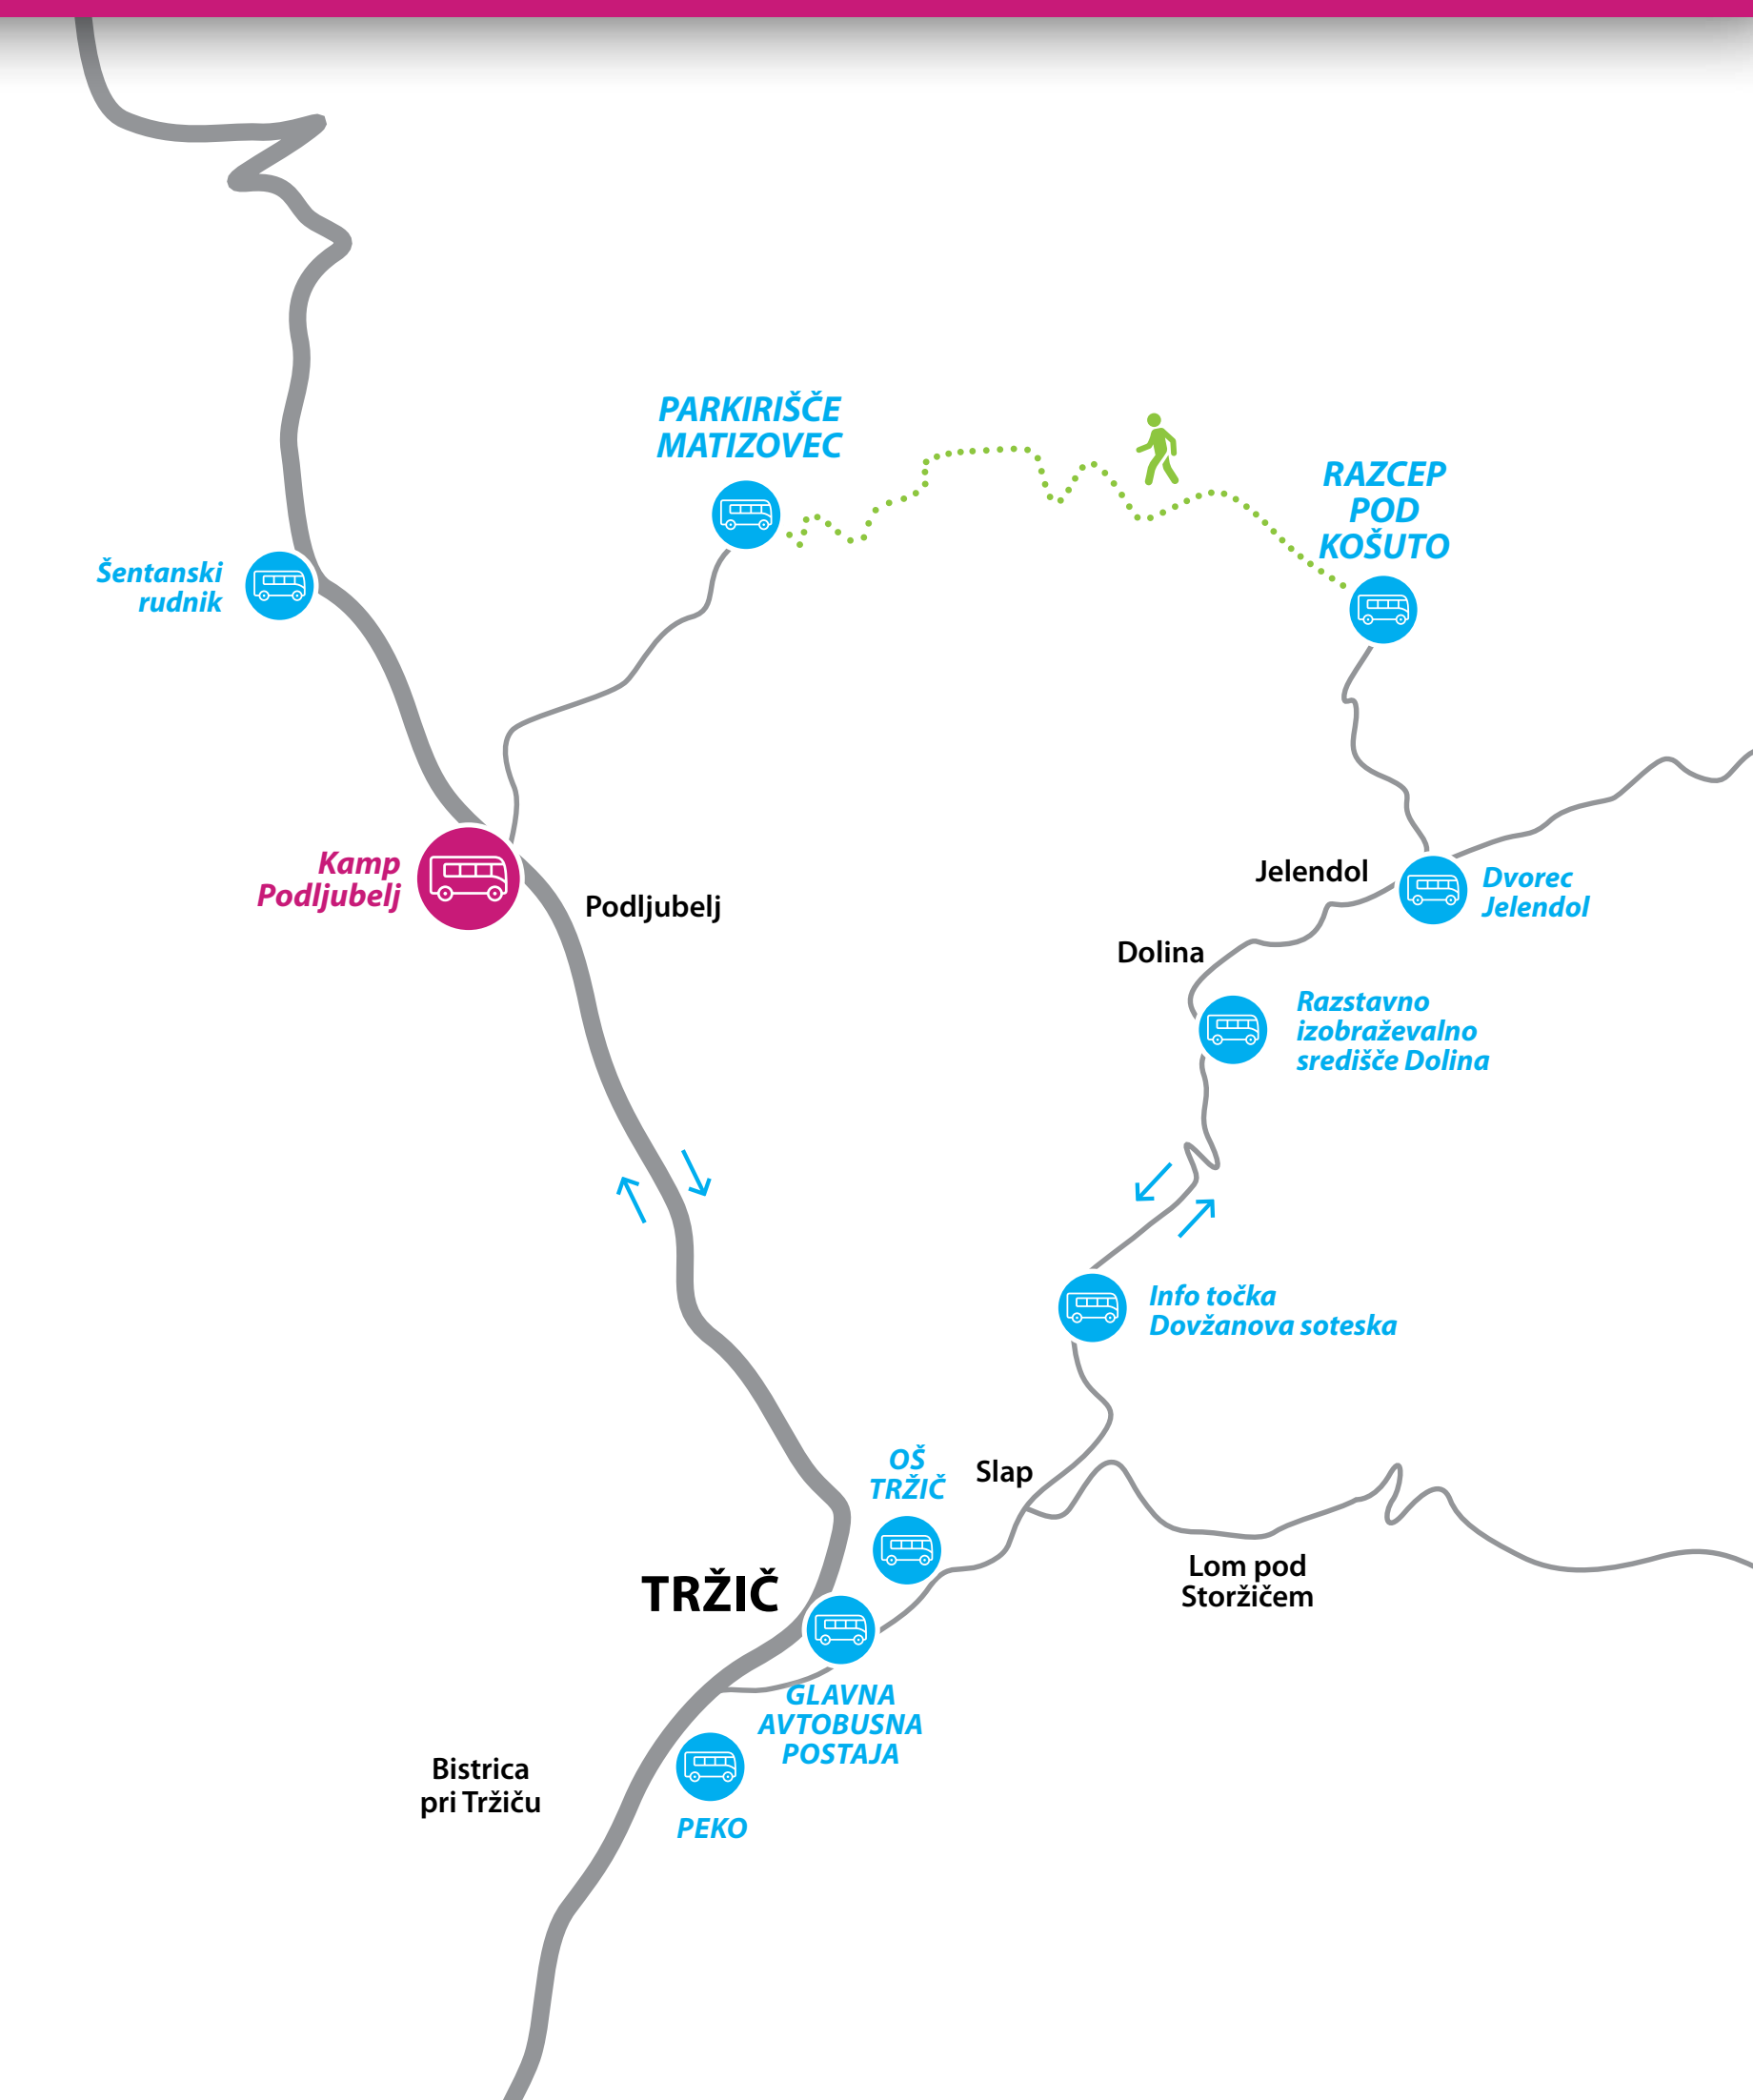 PARKIRIŠČE
MATIZOVEC
RAZCEP
POD
KOŠUTO
Šentanski
rudnik
Kamp
Podljubelj
Podljubelj
Jelendol
Dvorec
Jelendol
Dolina
Razstavno
izobraževalno
središče Dolina
Info točka
Dovžanova soteska
OŠ
TRŽIČ
Slap
Lom pod
Storžičem
TRŽIČ
GLAVNA
AVTOBUSNA
POSTAJA
Bistrica
pri Tržiču
PEKO